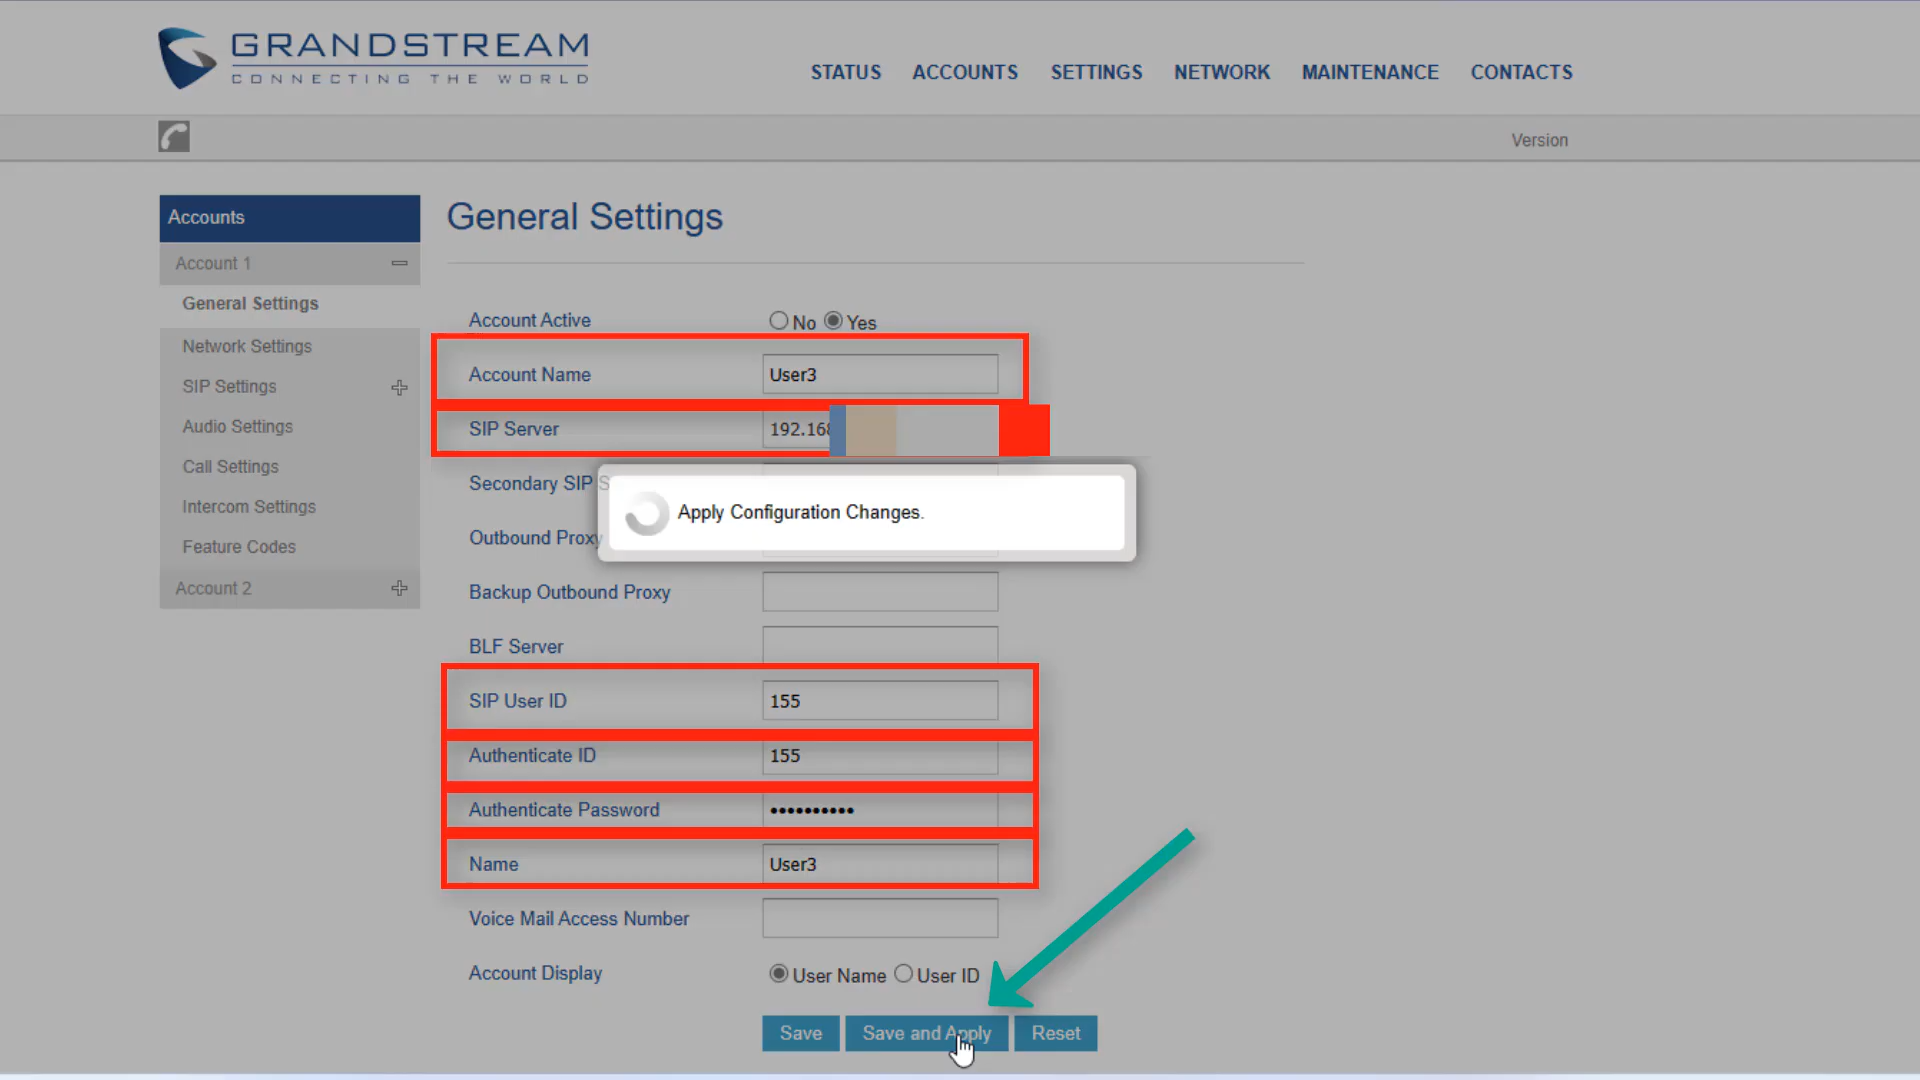 GRANDSTREAM
CONNECTING THE WORLD
STATUS ACCOUNTS SETTINGS NETWORK MAINTENANCE CONTACTS
Version
Accounts
Account 1
General Settings
Network Settings
SIP Settings
Audio Settings
Call Settings
Intercom Settings
Feature Codes
Account 2
General Settings
Account Active No Yes
Account Name User3
SIP Server 192.168
Secondary SIP S
Apply Configuration Changes.
Outbound Proxy
Backup Outbound Proxy
BLF Server
SIP User ID 155
Authenticate ID 155
Authenticate Password ••••••••••
Name User3
Voice Mail Access Number
Account Display User Name User ID
Save Save and Apply Reset